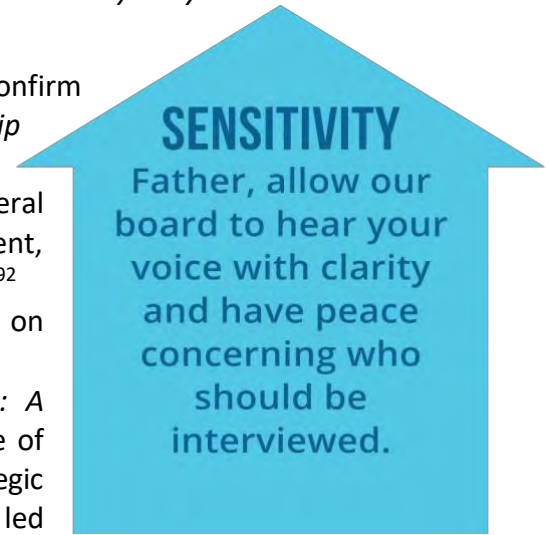 onfirm
ip
SENSITIVITY
Father, allow our
eral
board to hear your
ent,
voice with clarity
92
on
and have peace
concerning who
: A
should be
e of
interviewed.
egic
led